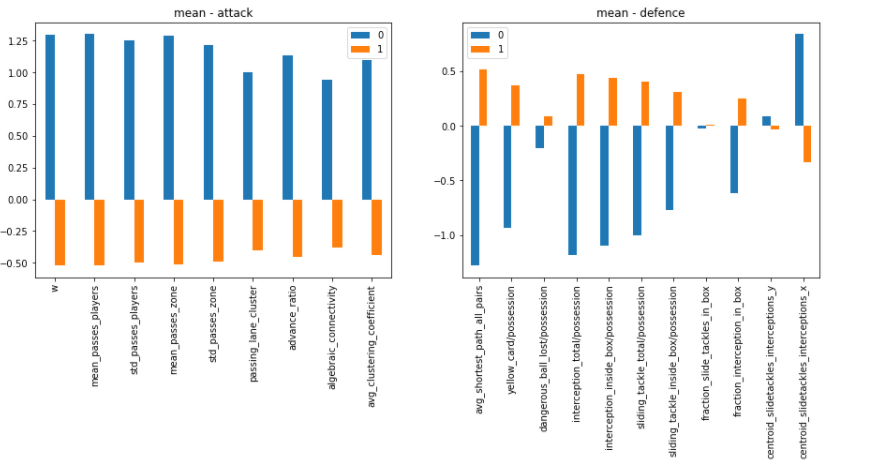 mean - attack
1.25
1.00
0.75
0.50
0.25
0.00
−0.25
−0.50
0
1
w
mean_passes_players
std_passes_players
mean_passes_zone
std_passes_zone
passing_lane_cluster
advance_ratio
algebraic_connectivity
avg_clustering_coefficient
mean - defence
0.5
0.0
−0.5
−1.0
0
1
avg_shortest_path_all_pairs
yellow_card/possession
dangerous_ball_lost/possession
interception_total/possession
interception_inside_box/possession
sliding_tackle_total/possession
sliding_tackle_inside_box/possession
fraction_slide_tackles_in_box
fraction_interception_in_box
centroid_slidetackles_interceptions_y
centroid_slidetackles_interceptions_x